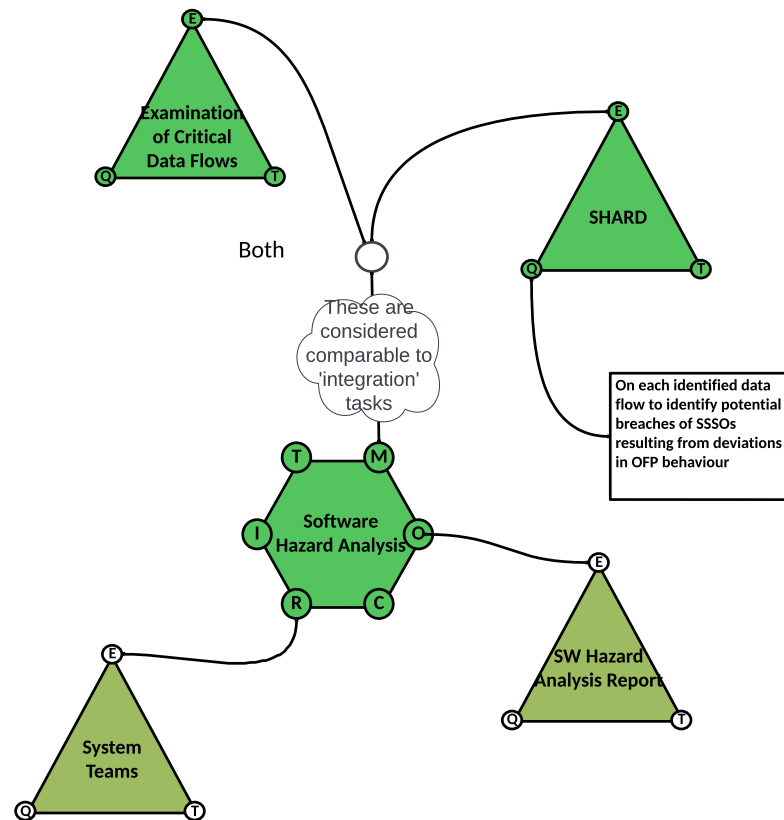 E
Examination
of Critical
Data Flows
Q
T
E
SHARD
Q
T
Both
These are
considered
comparable to
'integration'
tasks
On each identified data
flow to identify potential
breaches of SSSOs
resulting from deviations
in OFP behaviour
T
M
I
Software
Hazard Analysis
O
R
C
E
SW Hazard
Analysis Report
Q
T
E
System
Teams
Q
T